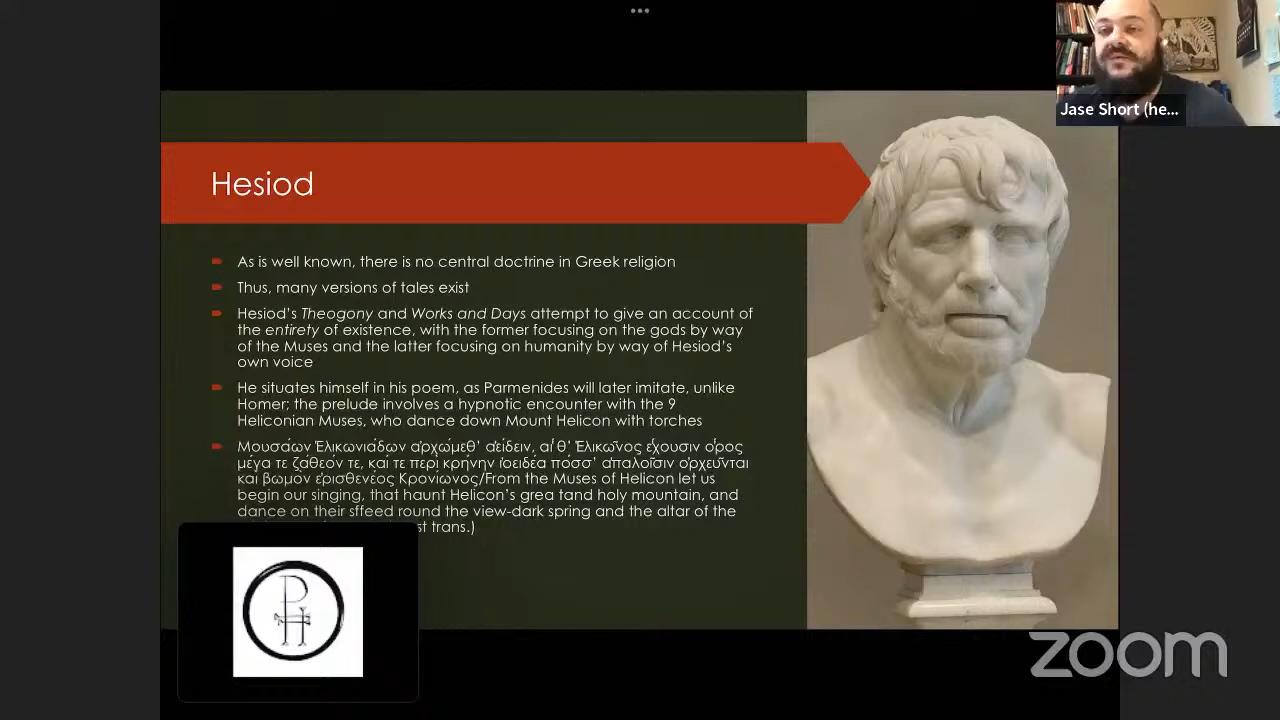 Jase Short (he...
Hesiod
As is well known, there is no central doctrine in Greek religion
Thus, many versions of tales exist
Hesiod's Theogony and Works and Days attempt to give an account of
the entirety of existence, with the former focusing on the gods by way
of the Muses and the latter focusing on humanity by way of Hesiod's
own voice
He situates himself in his poem, as Parmenides will later imitate, unlike
Homer; the prelude involves a hypnotic encounter with the 9
Heliconian Muses, who dance down Mount Helicon with torches
Μουσάων Ἑλικωνιάδων ἀρχώμεθ' ἀείδειν, αἵ θ' Ἑλικῶνος ἔχουσιν ὄρος
μέγα τε ζάθεόν τε, καί τε περὶ κρήνην ἰοειδέα πόσσ' ἁπαλοῖσιν ὀρχεῦνται
καὶ βωμὸν ἐρισθενέος Κρονίωνος/From the Muses of Helicon let us
begin our singing, that haunt Helicon's grea tand holy mountain, and
dance on their sffeed round the view-dark spring and the altar of the
st trans.)
PH
zoom